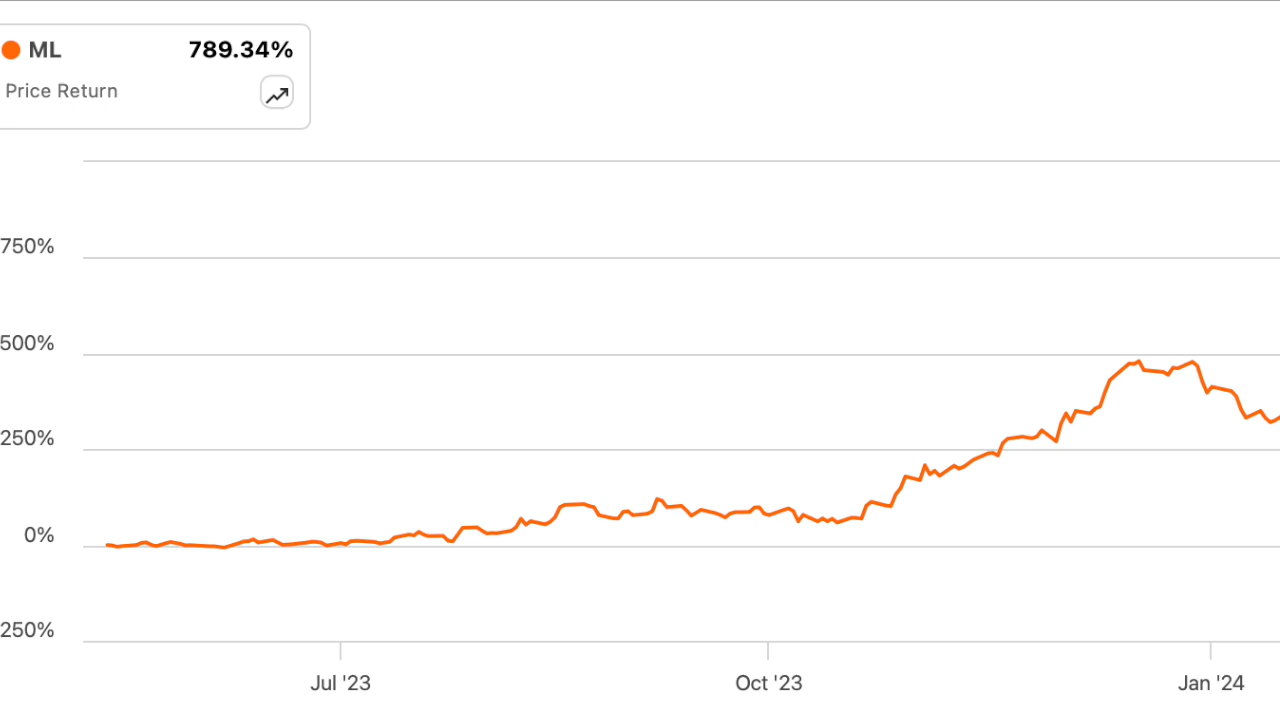 ML 789.34%
Price Return
750%
500%
250%
0%
250%
Jul '23 Oct '23 Jan '24